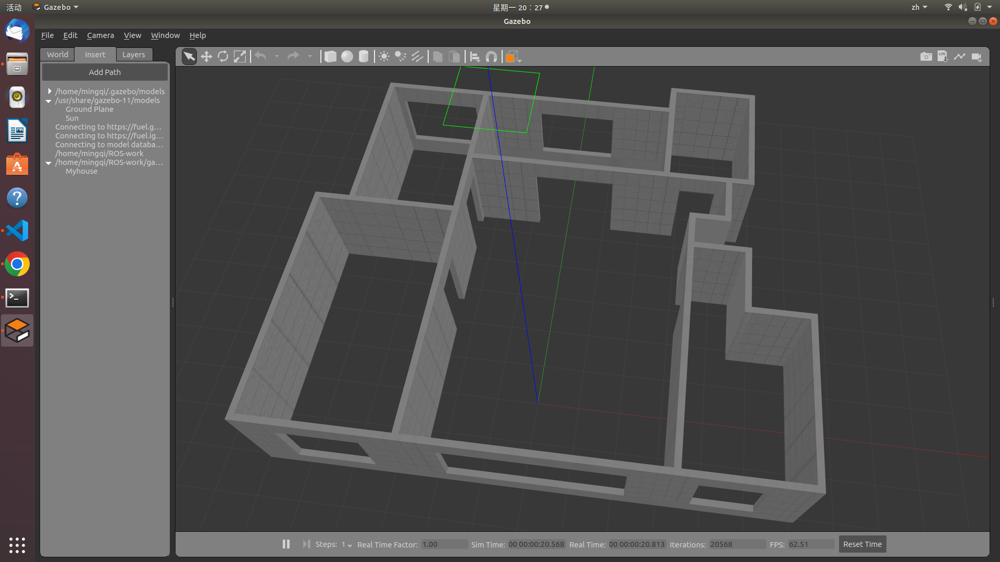 活动 Gazebo 星期一 20：27 zh
Gazebo
File Edit Camera View Window Help
World Insert Layers
Add Path
/home/mingqi/.gazebo/models
/usr/share/gazebo-11/models
Ground Plane
Sun
Connecting to https://fuel.g...
Connecting to https://fuel.ig...
Connecting to model databa...
/home/mingqi/ROS-work
/home/mingqi/ROS-work/ga...
Myhouse
LOG
Steps: 1 Real Time Factor: 1.00 Sim Time: 00 00:00:20.568 Real Time: 00 00:00:20.813 Iterations: 20568 FPS: 62.51 Reset Time